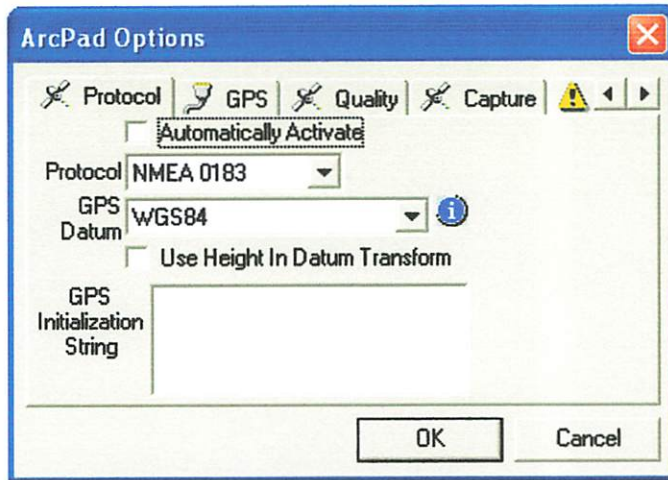 ArcPad Options
Protocol GPS Quality Capture
Automatically Activate
Protocol NMEA 0183
GPS Datum WGS84
Use Height In Datum Transform
GPS Initialization String
OK Cancel